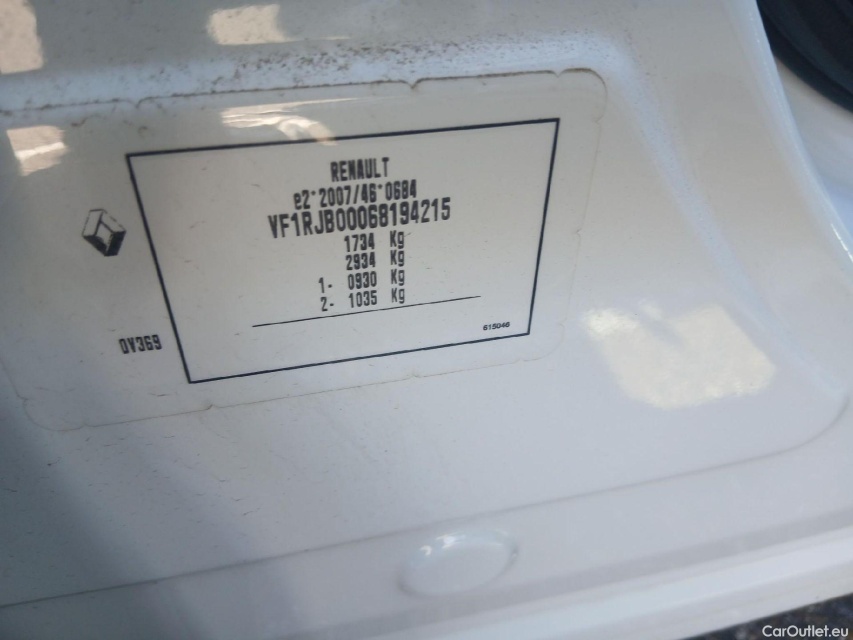 RENAULT
e2*2007/46*0684
VF1RJB00068194215
1734 Kg
2934 Kg
1- 0930 Kg
2- 1035 Kg
615046
0V369
CarOutlet.eu